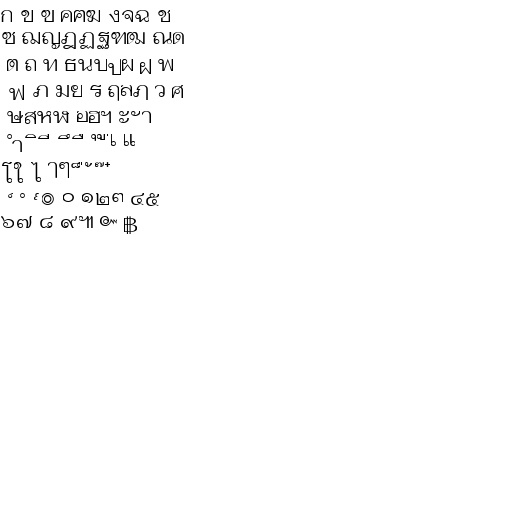 ก ข ฃ คฅฆ งจฉ ช
ซ ฌญฎฏฐฑฒ ณด
ต ถ ท ธนบปผ ฝ พ
ฟ ภ มย ร ฤลฦ ว ศ
ษสหฬ อฮฯ ะ ั า
ำ ิ ี ึ ื ุ ู ฺ เ แ
โใ ไ ๅๆ ็ ่ ้ ๊ ๋
์ ํ ๎ ๏ ๐ ๑๒๓ ๔๕
๖๗ ๘ ๙๚ ๛ ฿